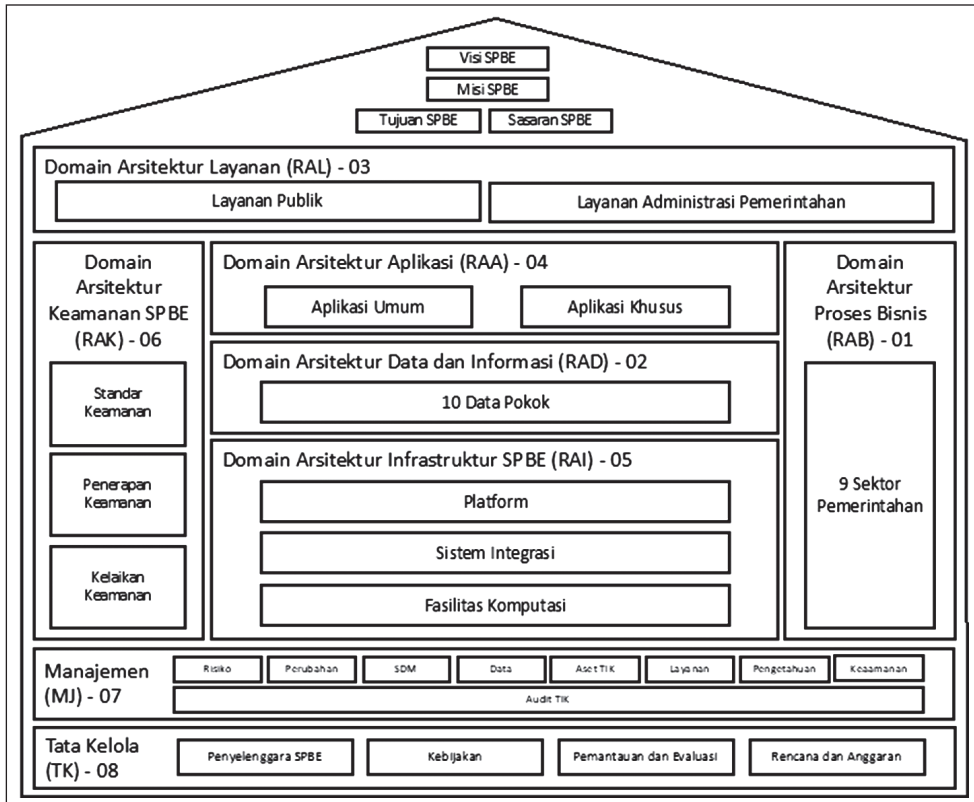 Visi SPBE
Misi SPBE
Tujuan SPBE
Sasaran SPBE
Domain Arsitektur Layanan (RAL) - 03
Layanan Publik
Layanan Administrasi Pemerintahan
Domain
Arsitektur
Keamanan SPBE
(RAK) - 06
Standar
Keamanan
Penerapan
Keamanan
Kelaikan
Keamanan
Domain Arsitektur Aplikasi (RAA) - 04
Aplikasi Umum
Aplikasi Khusus
Domain Arsitektur Data dan Informasi (RAD) - 02
10 Data Pokok
Domain Arsitektur Infrastruktur SPBE (RAI) - 05
Platform
Sistem Integrasi
Fasilitas Komputasi
Domain
Arsitektur
Proses Bisnis
(RAB) - 01
9 Sektor
Pemerintahan
Manajemen
(MJ) - 07
Risiko
Perubahan
SDM
Data
Aset TIK
Layanan
Pengetahuan
Keaamanan
Audit TIK
Tata Kelola
(TK) - 08
Penyelenggara SPBE
Kebijakan
Pemantauan dan Evaluasi
Rencana dan Anggaran